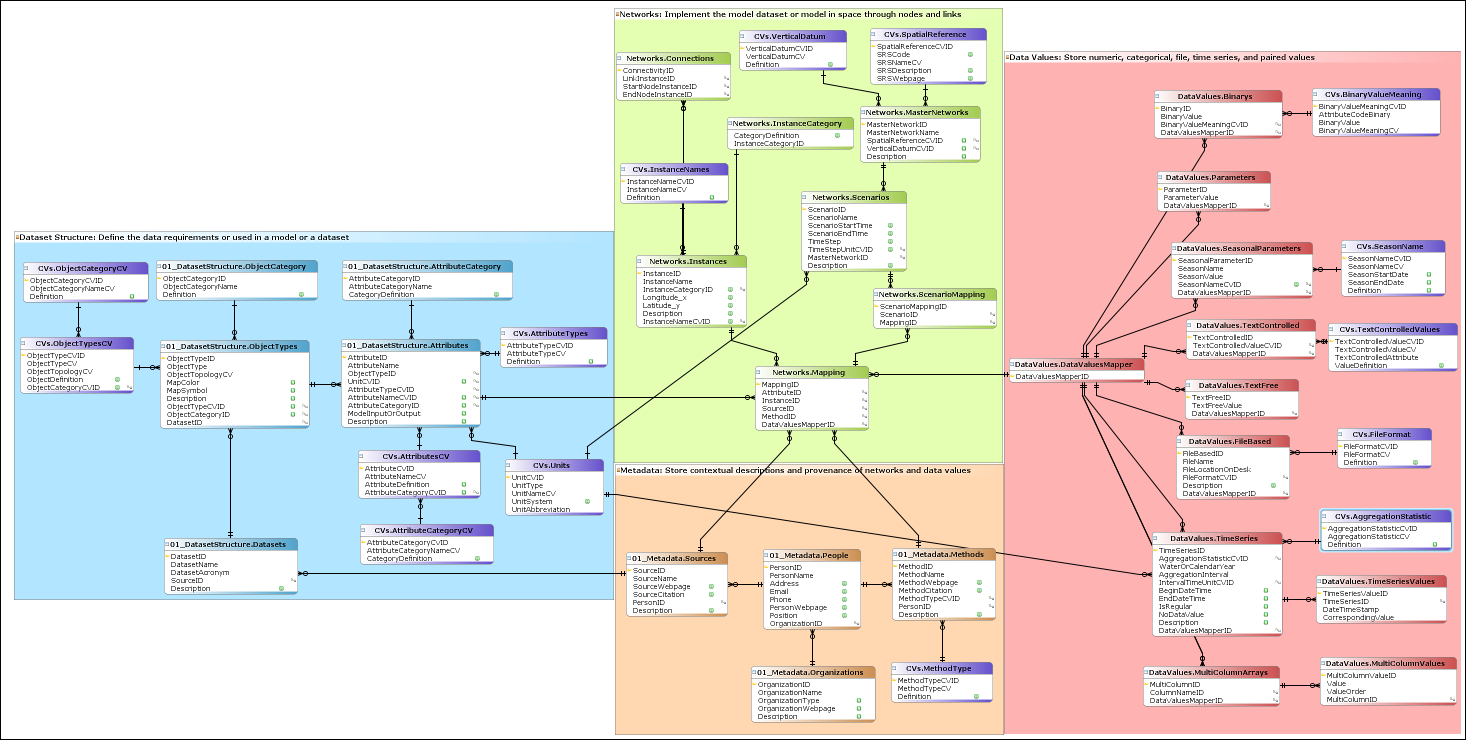 Networks: Implement the model dataset or model in space through nodes and links
CVs.VerticalDatum
VerticalDatumCVID
VerticalDatumCV
Definition
CVs.SpatialReference
SpatialReferenceCVID
SRSCode
SRSNameCV
SRSDescription
SRSWebpage
Networks.Connections
ConnectivityID
LinkInstanceID
StartNodeInstanceID
EndNodeInstanceID
Networks.InstanceCategory
CategoryDefinition
InstanceCategoryID
Networks.MasterNetworks
MasterNetworkID
MasterNetworkName
SpatialReferenceCVID
VerticalDatumCVID
Description
CVs.InstanceNames
InstanceNameCVID
InstanceNameCV
Definition
Networks.Scenarios
ScenarioID
ScenarioName
ScenarioStartTime
ScenarioEndTime
TimeStep
TimeStepUnitCVID
MasterNetworkID
Description
Networks.Instances
InstanceID
InstanceName
InstanceCategoryID
Longitude_x
Latitude_y
Description
InstanceNameCVID
Networks.ScenarioMapping
ScenarioMappingID
ScenarioID
MappingID
Networks.Mapping
MappingID
AttributeID
InstanceID
SourceID
MethodID
DataValuesMapperID
Dataset Structure: Define the data requirements or used in a model or a dataset
CVs.ObjectCategoryCV
ObjectCategoryCVID
ObjectCategoryNameCV
Definition
01_DatasetStructure.ObjectCategory
ObjectCategoryID
ObjectCategoryName
Definition
01_DatasetStructure.AttributeCategory
AttributeCategoryID
AttributeCategoryName
CategoryDefinition
CVs.ObjectTypesCV
ObjectTypeCVID
ObjectTypeCV
ObjectTopologyCV
ObjectDefinition
ObjectCategoryCVID
01_DatasetStructure.ObjectTypes
ObjectTypeID
ObjectType
ObjectTopologyCV
MapColor
MapSymbol
Description
ObjectTypeCVID
ObjectCategoryID
DatasetID
01_DatasetStructure.Attributes
AttributeID
AttributeName
ObjectTypeID
UnitCVID
AttributeTypeCVID
AttributeNameCVID
AttributeCategoryID
ModelInputOrOutput
Description
CVs.AttributeTypes
AttributeTypeCVID
AttributeTypeCV
Definition
CVs.AttributesCV
AttributeCVID
AttributeNameCV
AttributeDefinition
AttributeCategoryCVID
CVs.Units
UnitCVID
UnitType
UnitNameCV
UnitSystem
UnitAbbreviation
CVs.AttributeCategoryCV
AttributeCategoryCVID
AttributeCategoryNameCV
CategoryDefinition
01_DatasetStructure.Datasets
DatasetID
DatasetName
DatasetAcronym
SourceID
Description
Metadata: Store contextual descriptions and provenance of networks and data values
01_Metadata.Sources
SourceID
SourceName
SourceWebpage
SourceCitation
PersonID
Description
01_Metadata.People
PersonID
PersonName
Address
Email
Phone
PersonWebpage
Position
OrganizationID
01_Metadata.Methods
MethodID
MethodName
MethodWebpage
MethodCitation
MethodTypeCVID
PersonID
Description
01_Metadata.Organizations
OrganizationID
OrganizationName
OrganizationType
OrganizationWebpage
Description
CVs.MethodType
MethodTypeCVID
MethodTypeCV
Definition
Data Values: Store numeric, categorical, file, time series, and paired values
DataValues.Binarys
BinaryID
BinaryValue
BinaryValueMeaningCVID
DataValuesMapperID
CVs.BinaryValueMeaning
BinaryValueMeaningCVID
AttributeCodeBinary
BinaryValue
BinaryValueMeaningCV
DataValues.Parameters
ParameterID
ParameterValue
DataValuesMapperID
DataValues.SeasonalParameters
SeasonalParameterID
SeasonName
SeasonValue
SeasonNameCVID
DataValuesMapperID
CVs.SeasonName
SeasonNameCVID
SeasonNameCV
SeasonStartDate
SeasonEndDate
Definition
DataValues.TextControlled
TextControlledID
TextControlledValueCVID
DataValuesMapperID
CVs.TextControlledValues
TextControlledValueCVID
TextControlledValueCV
TextControlledAttribute
ValueDefinition
DataValues.DataValuesMapper
DataValuesMapperID
DataValues.TextFree
TextFreeID
TextFreeValue
DataValuesMapperID
DataValues.FileBased
FileBasedID
FileName
FileLocationOnDesk
FileFormatCVID
Description
DataValuesMapperID
CVs.FileFormat
FileFormatCVID
FileFormatCV
Definition
CVs.AggregationStatistic
AggregationStatisticCVID
AggregationStatisticCV
Definition
DataValues.TimeSeries
TimeSeriesID
AggregationStatisticCVID
WaterOrCalendarYear
AggregationInterval
IntervalTimeUnitCVID
BeginDateTime
EndDateTime
IsRegular
NoDataValue
Description
DataValuesMapperID
DataValues.TimeSeriesValues
TimeSeriesValueID
TimeSeriesID
DateTimeStamp
CorrespondingValue
DataValues.MultiColumnArrays
MultiColumnID
ColumnNameID
DataValuesMapperID
DataValues.MultiColumnValues
MultiColumnValueID
Value
ValueOrder
MultiColumnID